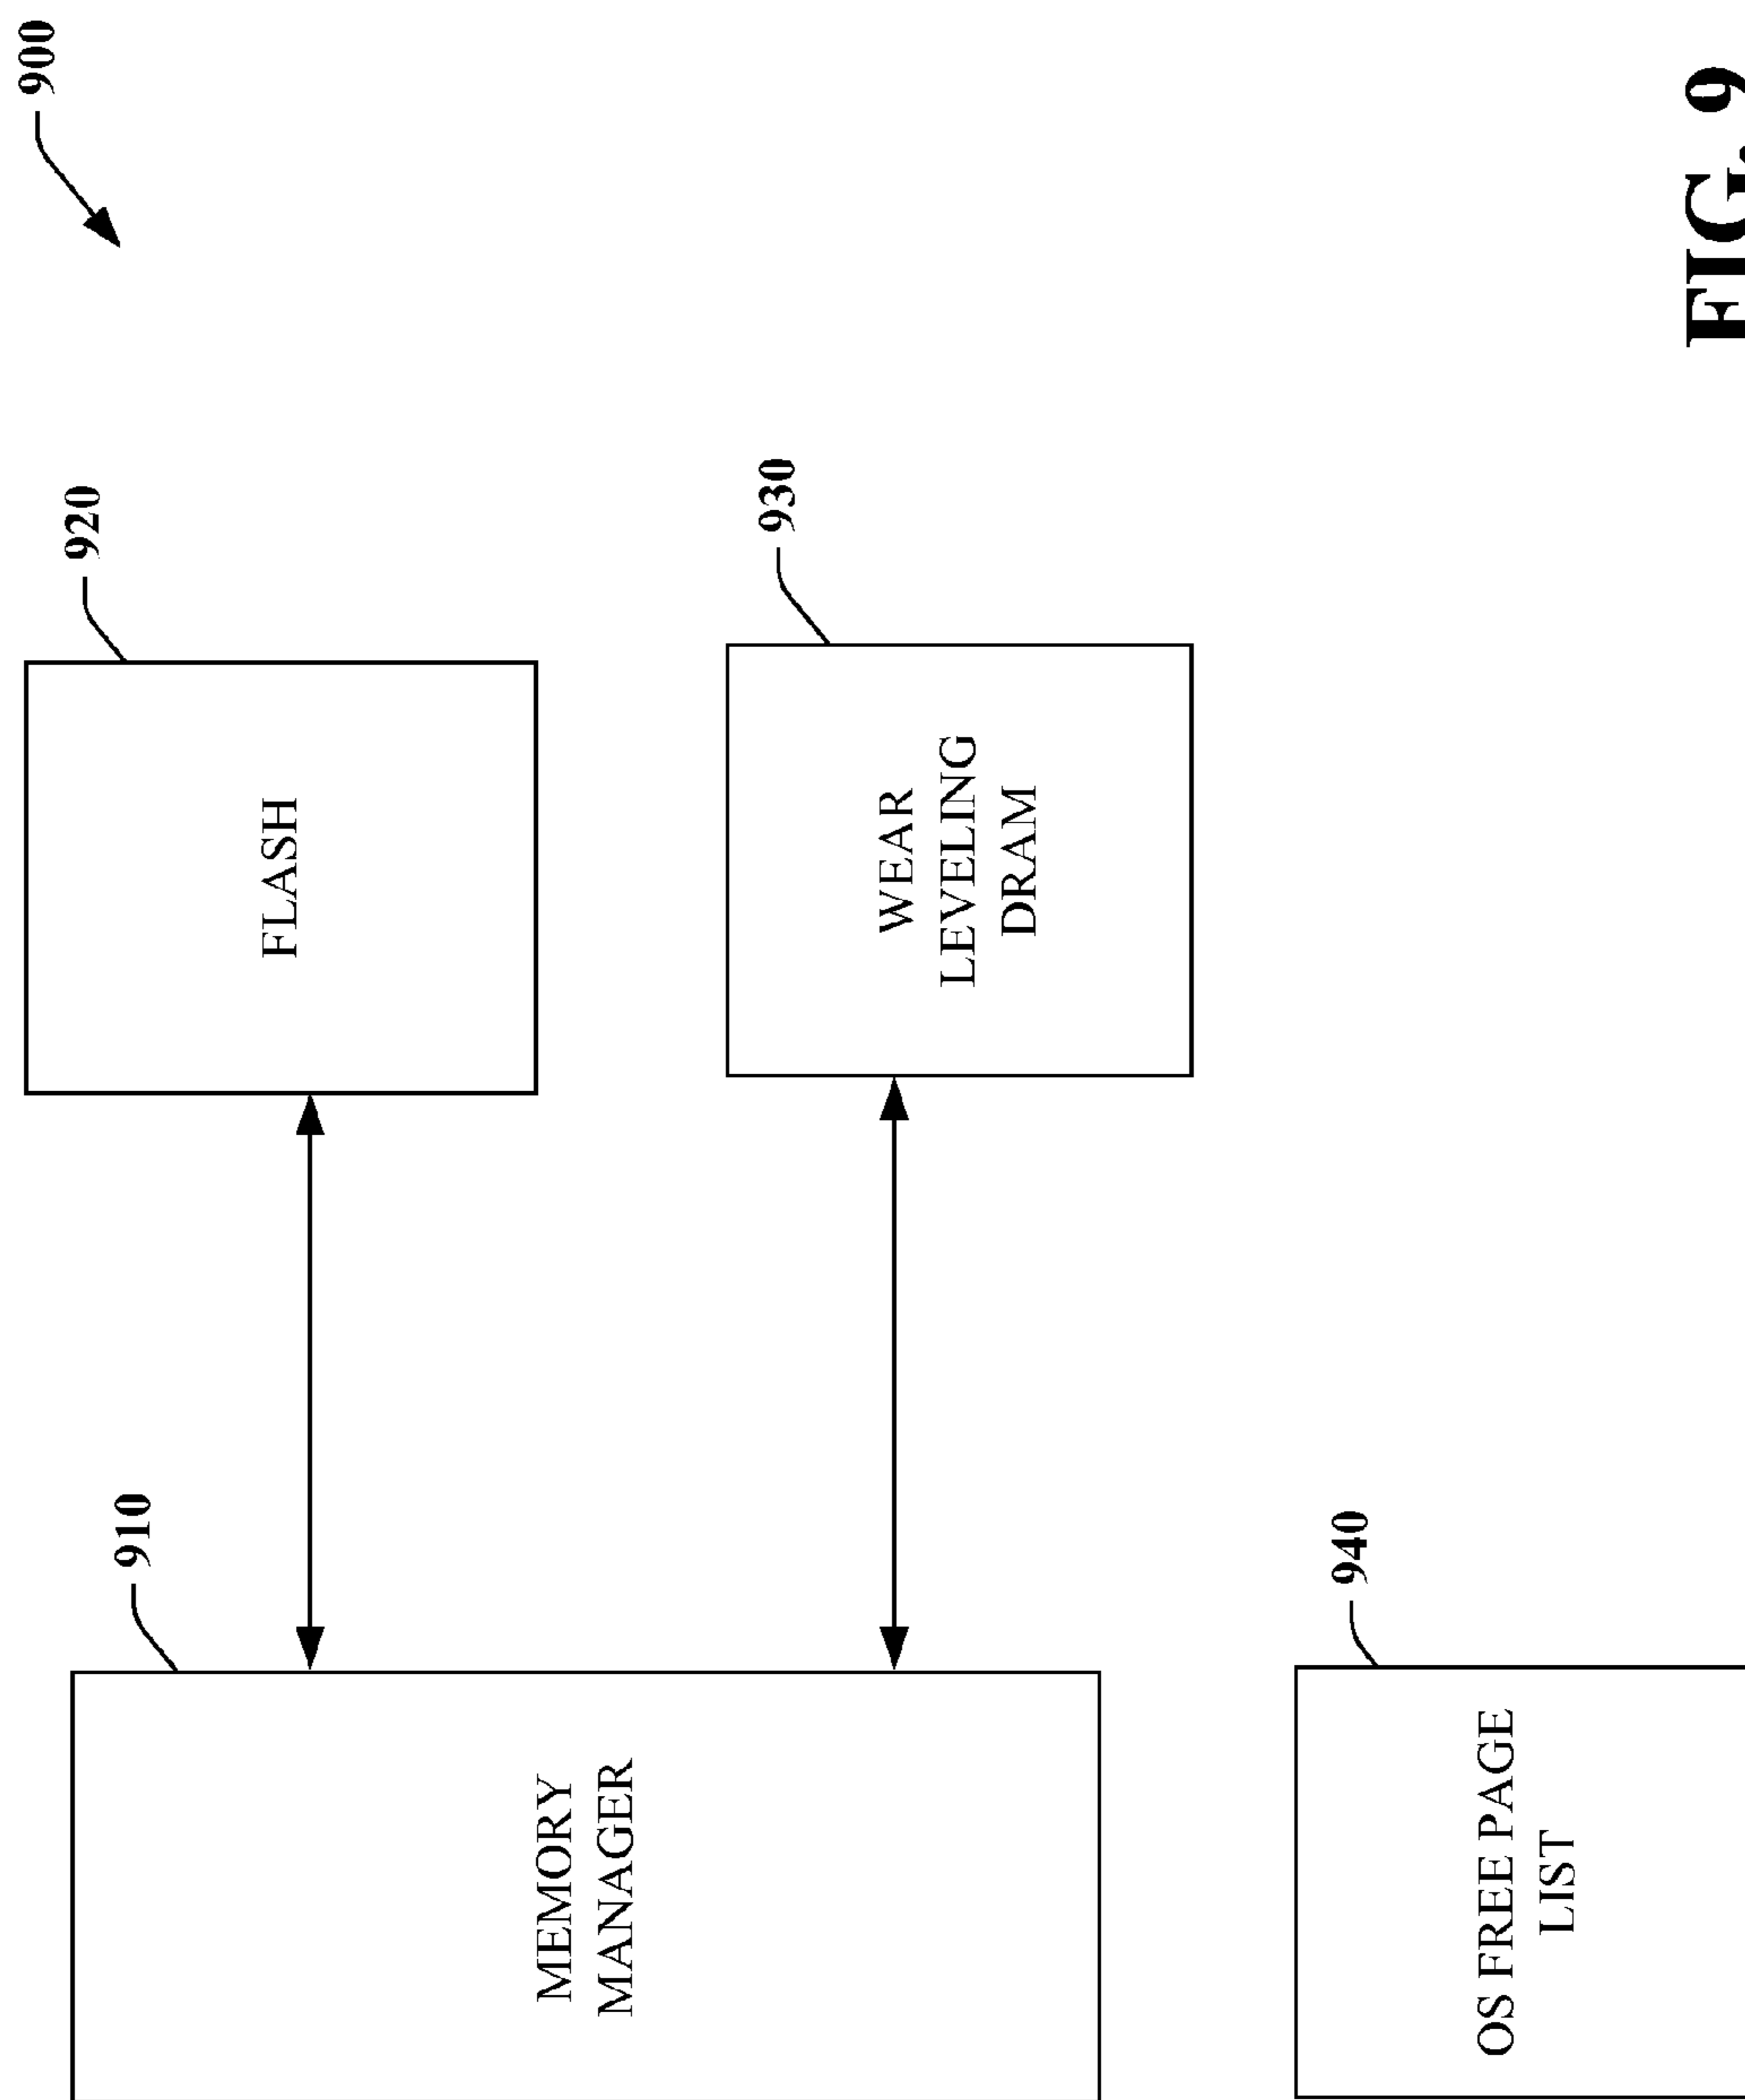 900
910
MEMORY
MANAGER
920
FLASH
930
WEAR
LEVELING
DRAM
940
OS FREE PAGE
LIST
FIG. 9